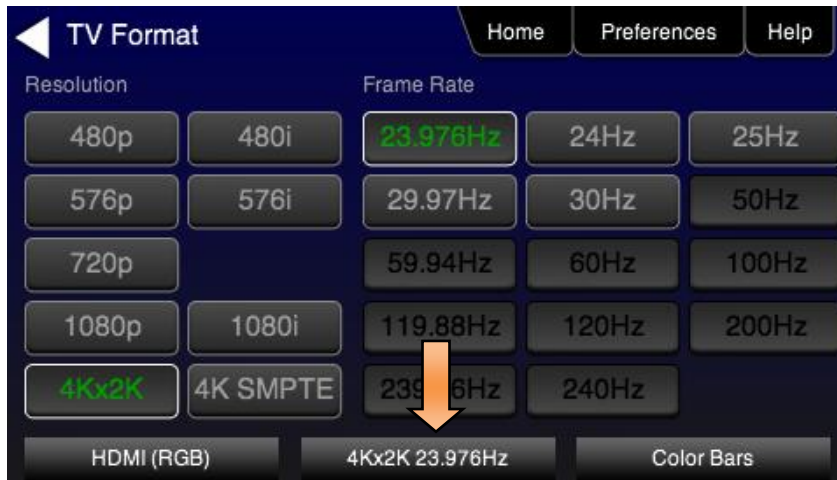 TV Format
Home Preferences Help
Resolution Frame Rate
480p 480i 23.976Hz 24Hz 25Hz
576p 576i 29.97Hz 30Hz 50Hz
720p 59.94Hz 60Hz 100Hz
1080p 1080i 119.88Hz 120Hz 200Hz
4Kx2K 4K SMPTE 240Hz
HDMI (RGB) 4Kx2K 23.976Hz Color Bars